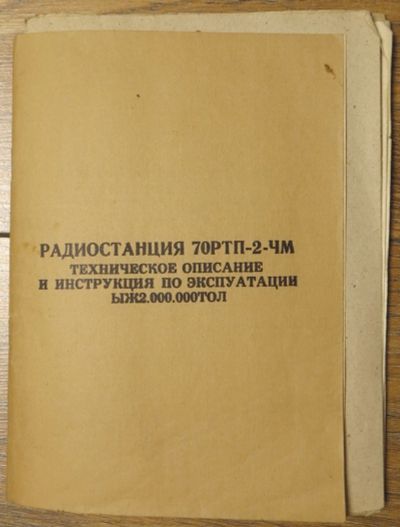 РАДИОСТАНЦИЯ 70РТП-2-ЧМ
ТЕХНИЧЕСКОЕ ОПИСАНИЕ
И ИНСТРУКЦИЯ ПО ЭКСПУАТАЦИИ
ЫЖ2.000.000ТОЛ